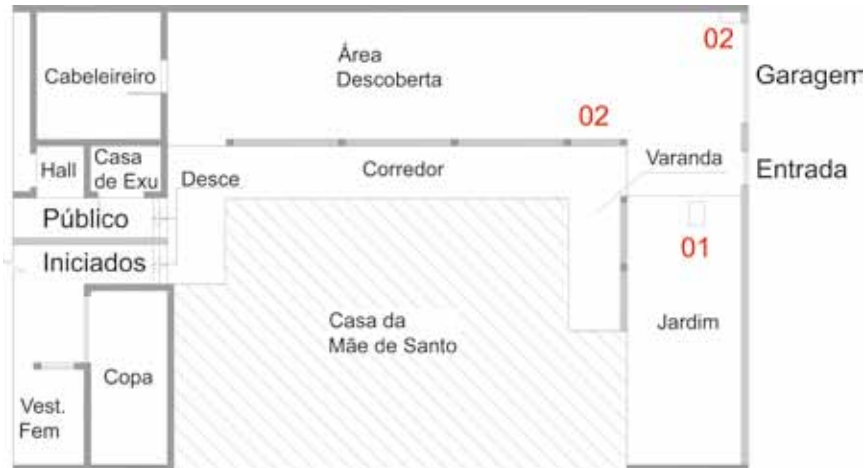 02
Área
Descoberta
Cabeleireiro
Garagem
02
Hall
Casa
de Exu
Desce
Corredor
Varanda
Entrada
Público
Iniciados
01
Casa da
Mãe de Santo
Jardim
Copa
Vest.
Fem